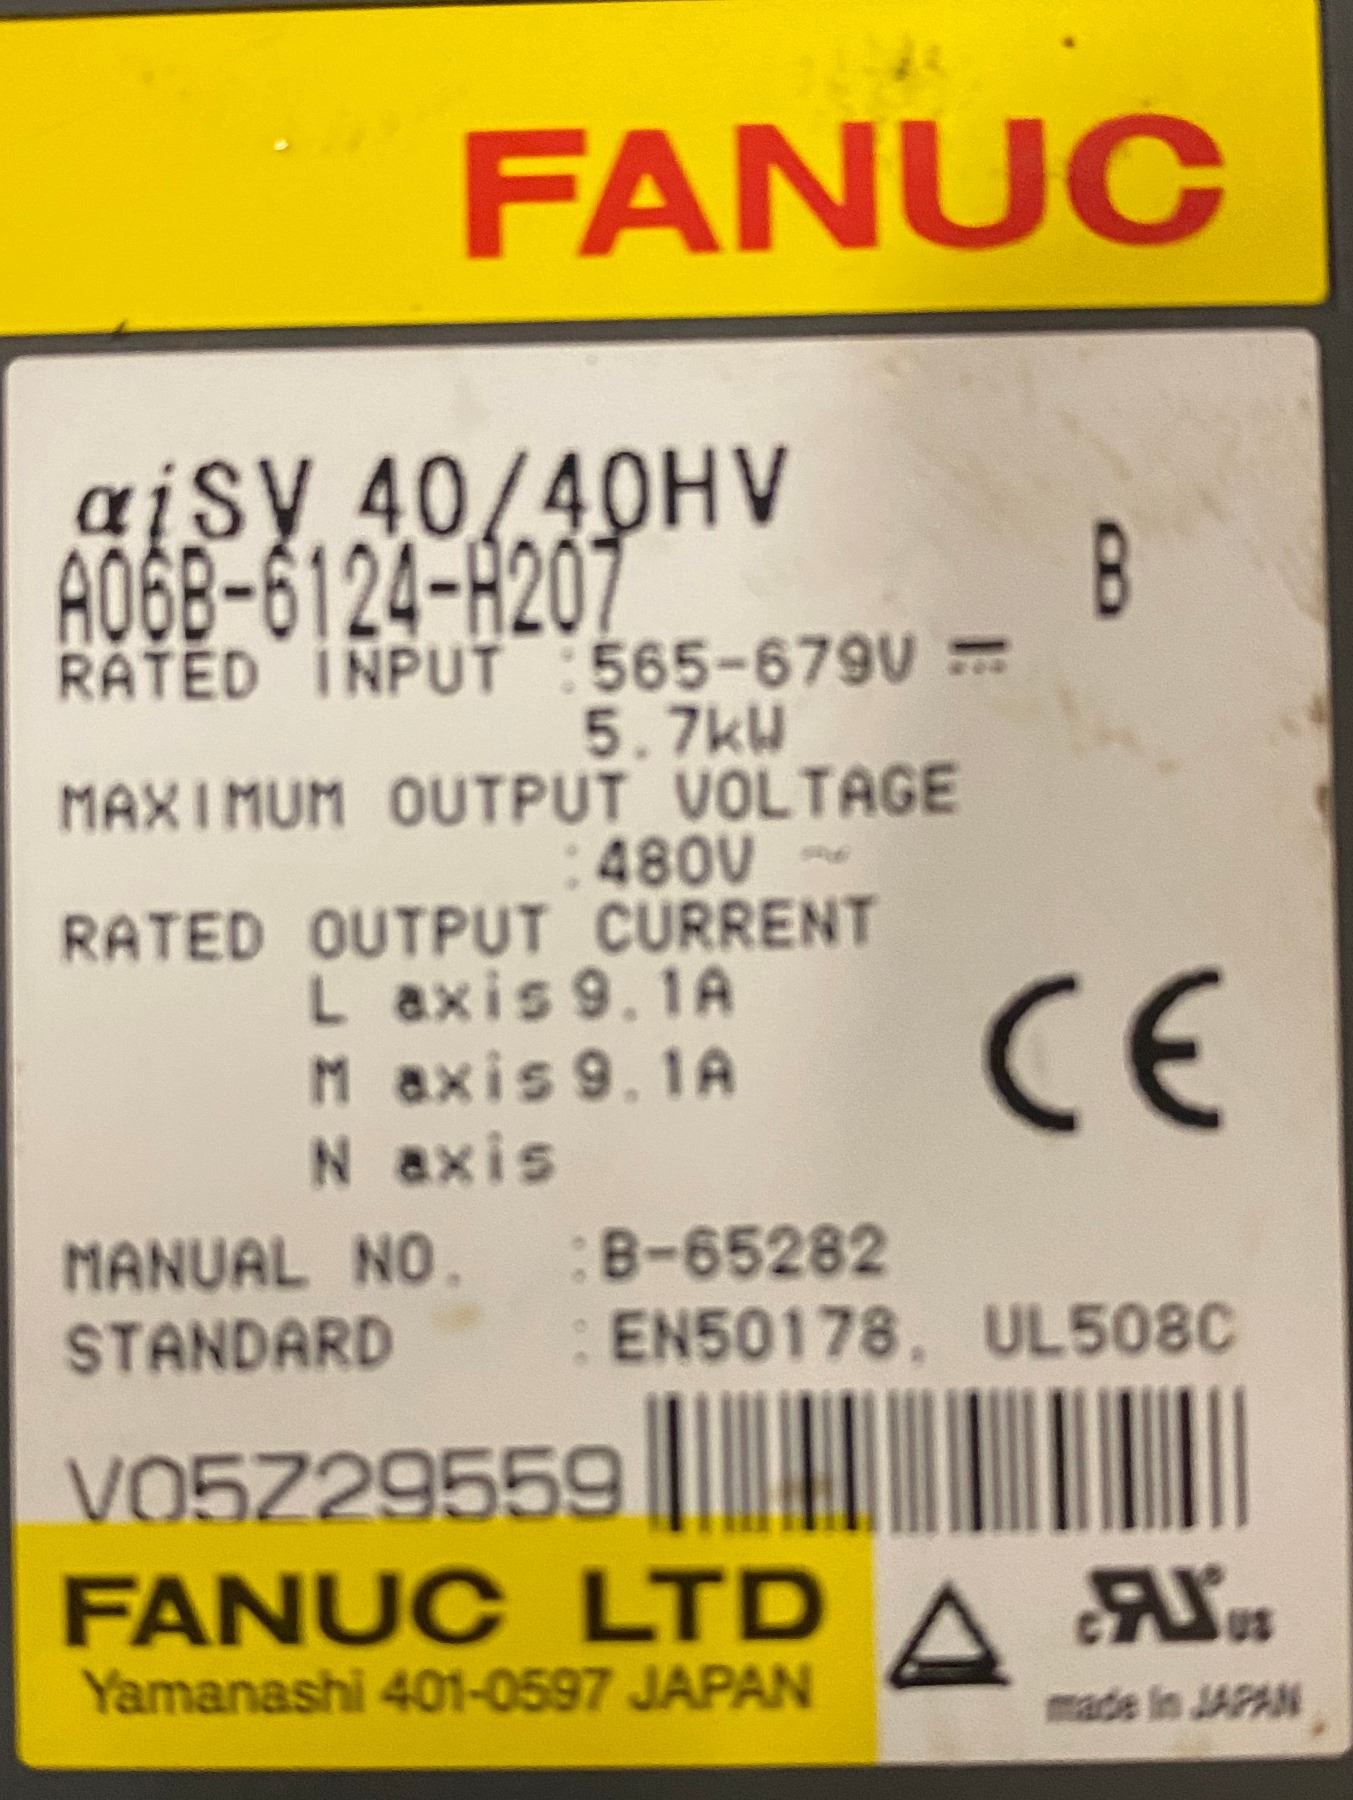 FANUC
αiSV 40/40HV
A06B-6124-H207 B
RATED INPUT :565-679V ⎓
5.7kW
MAXIMUM OUTPUT VOLTAGE
:480V ~
RATED OUTPUT CURRENT
L axis 9.1A
M axis 9.1A
N axis
MANUAL NO. :B-65282
STANDARD :EN50178, UL508C
V05Z29559
FANUC LTD
Yamanashi 401-0597 JAPAN
CE
c RU US
made in JAPAN